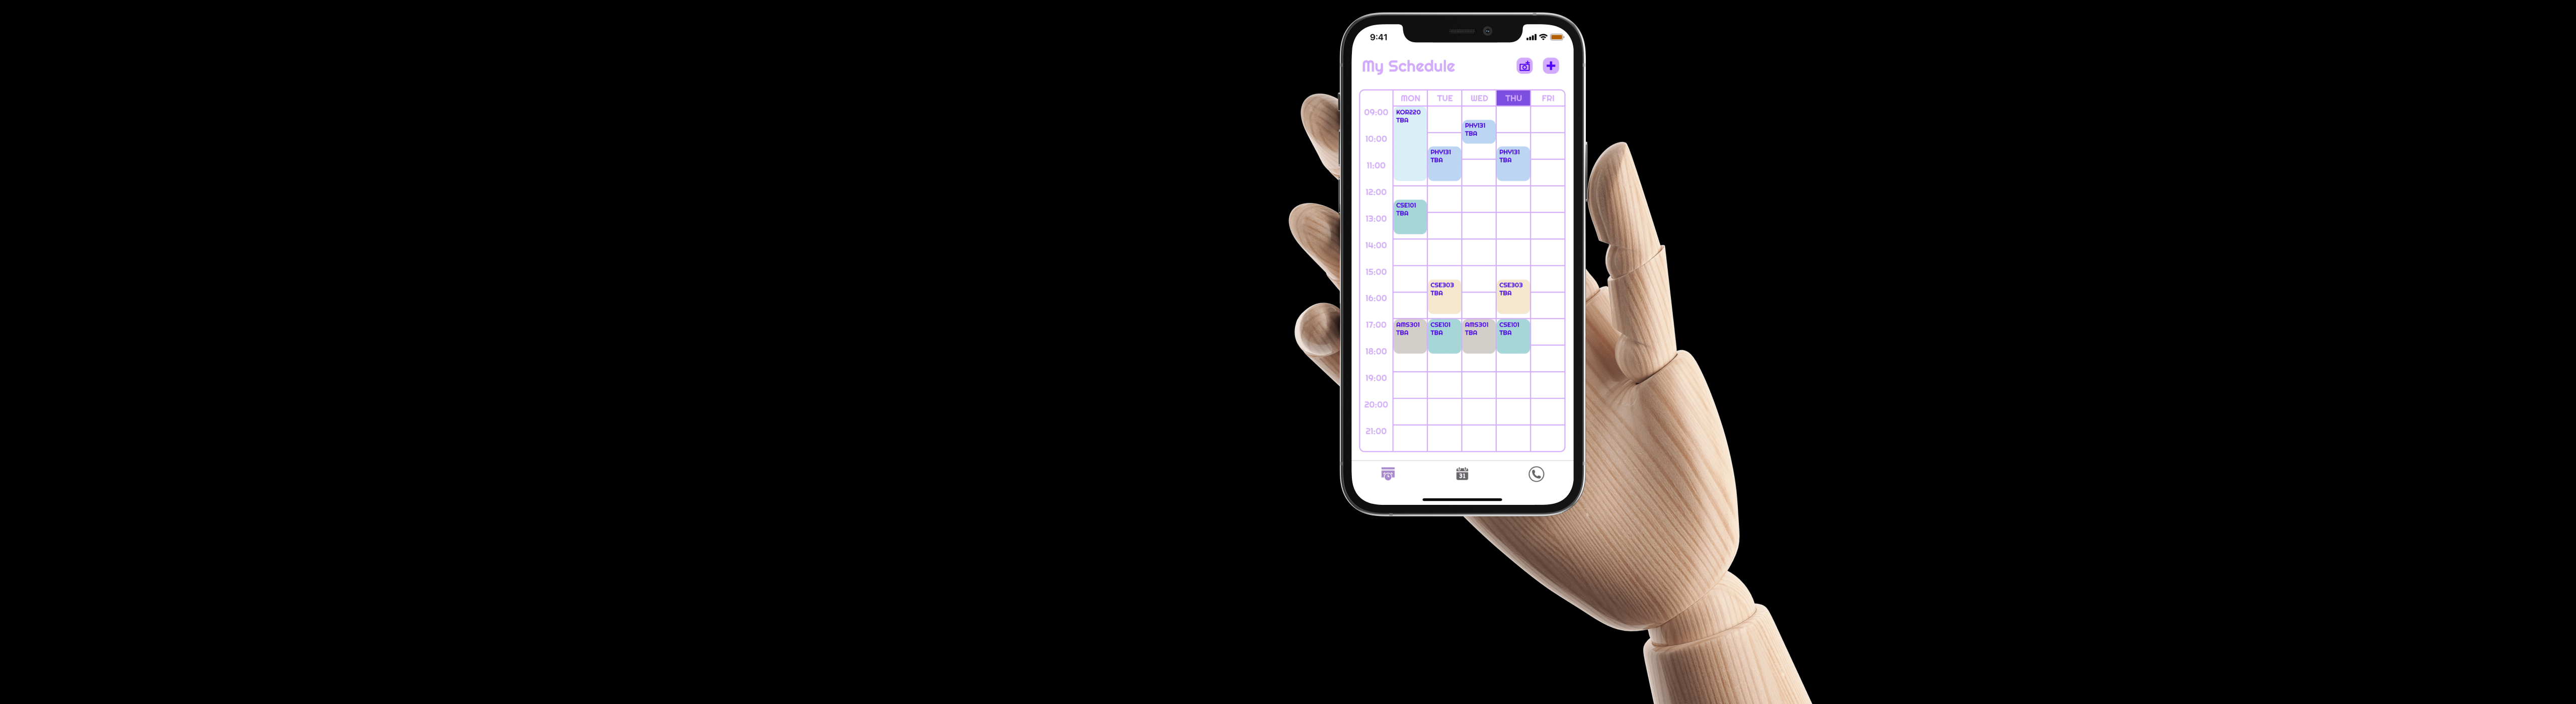 9:41
My Schedule
MON TUE WED THU FRI
09:00
KOR220
TBA
PHY131
TBA
10:00
PHY131
TBA
PHY131
TBA
11:00
12:00
CSE101
TBA
13:00
14:00
15:00
CSE303
TBA
CSE303
TBA
16:00
17:00
AMS301
TBA
CSE101
TBA
AMS301
TBA
CSE101
TBA
18:00
19:00
20:00
21:00
31